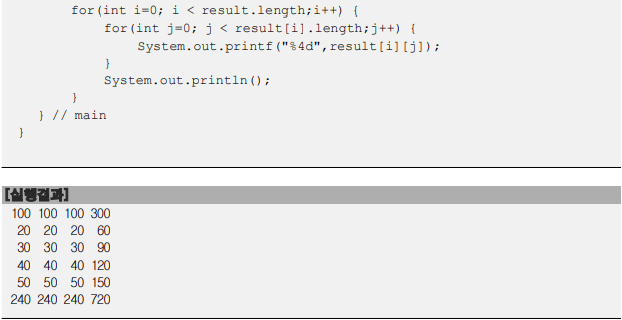 for(int i=0; i < result.length;i++) {
for(int j=0; j < result[i].length;j++) {
System.out.printf("%4d",result[i][j]);
}
System.out.println();
}
} // main
}
[실행결과]
100 100 100 300
20 20 20 60
30 30 30 90
40 40 40 120
50 50 50 150
240 240 240 720